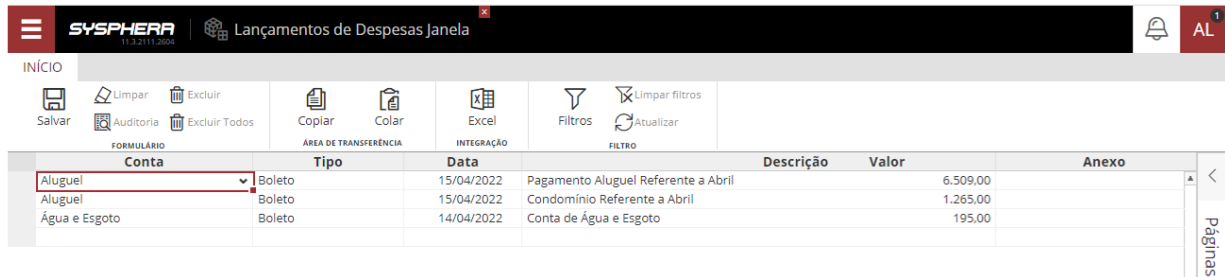 SYSPHERA
11.3.2111.2604
Lançamentos de Despesas Janela
x
AL
1
INÍCIO
Salvar
Limpar
Excluir
Auditoria
Excluir Todos
FORMULÁRIO
Copiar
Colar
ÁREA DE TRANSFERÊNCIA
Excel
INTEGRAÇÃO
Filtros
Limpar filtros
Atualizar
FILTRO
Conta Tipo Data Descrição Valor Anexo
Aluguel Boleto 15/04/2022 Pagamento Aluguel Referente a Abril 6.509,00
Aluguel Boleto 15/04/2022 Condomínio Referente a Abril 1.265,00
Água e Esgoto Boleto 14/04/2022 Conta de Água e Esgoto 195,00
Páginas